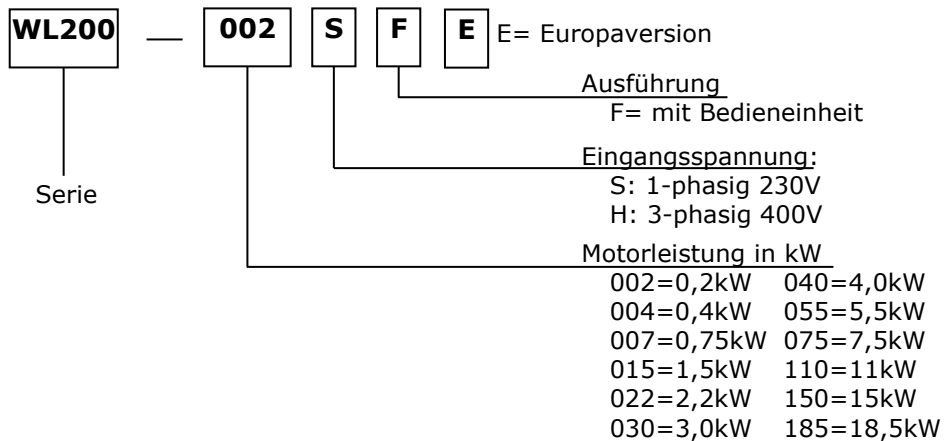 WL200 — 002 S F E E= Europaversion
Ausführung
F= mit Bedieneinheit
Eingangsspannung:
S: 1-phasig 230V
H: 3-phasig 400V
Serie
Motorleistung in kW
002=0,2kW 040=4,0kW
004=0,4kW 055=5,5kW
007=0,75kW 075=7,5kW
015=1,5kW 110=11kW
022=2,2kW 150=15kW
030=3,0kW 185=18,5kW